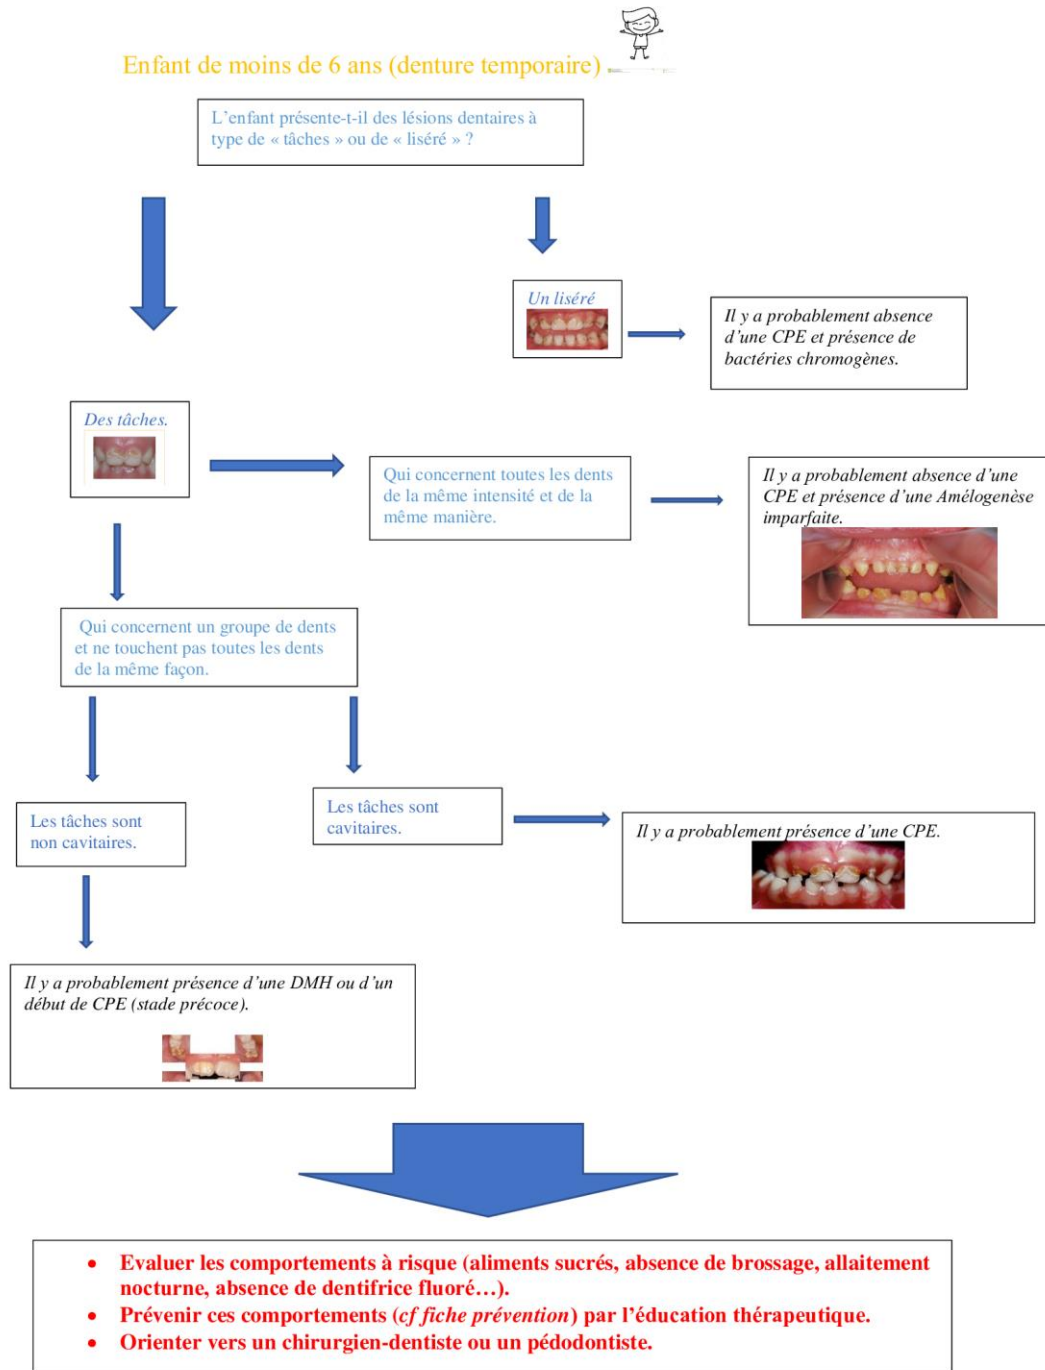 Enfant de moins de 6 ans (denture temporaire)
L'enfant présente-t-il des lésions dentaires à
type de « tâches » ou de « liséré » ?
Un liséré
Il y a probablement absence
d'une CPE et présence de
bactéries chromogènes.
Des tâches.
Qui concernent toutes les dents
de la même intensité et de la
même manière.
Il y a probablement absence d'une
CPE et présence d'une Amélogenèse
imparfaite.
Qui concernent un groupe de dents
et ne touchent pas toutes les dents
de la même façon.
Les tâches sont
non cavitaires.
Les tâches sont
cavitaires.
Il y a probablement présence d'une CPE.
Il y a probablement présence d'une DMH ou d'un
début de CPE (stade précoce).
• Evaluer les comportements à risque (aliments sucrés, absence de brossage, allaitement
nocturne, absence de dentifrice fluoré…).
• Prévenir ces comportements (cf fiche prévention) par l'éducation thérapeutique.
• Orienter vers un chirurgien-dentiste ou un pédodontiste.